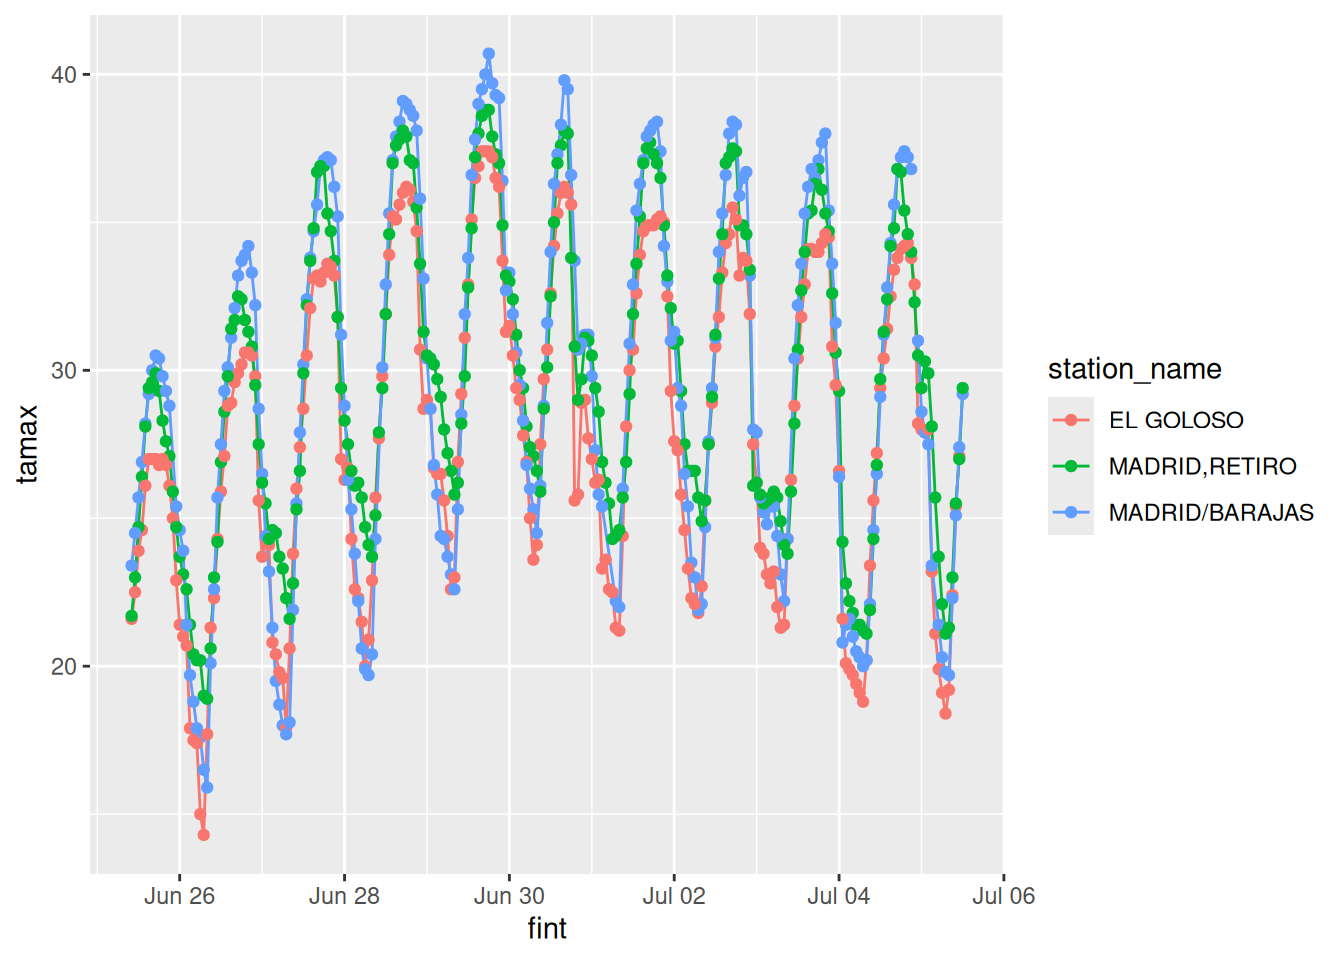 tamax
40
30
20
Jun 26
Jun 28
Jun 30
Jul 02
Jul 04
Jul 06
fint
station_name
EL GOLOSO
MADRID,RETIRO
MADRID/BARAJAS